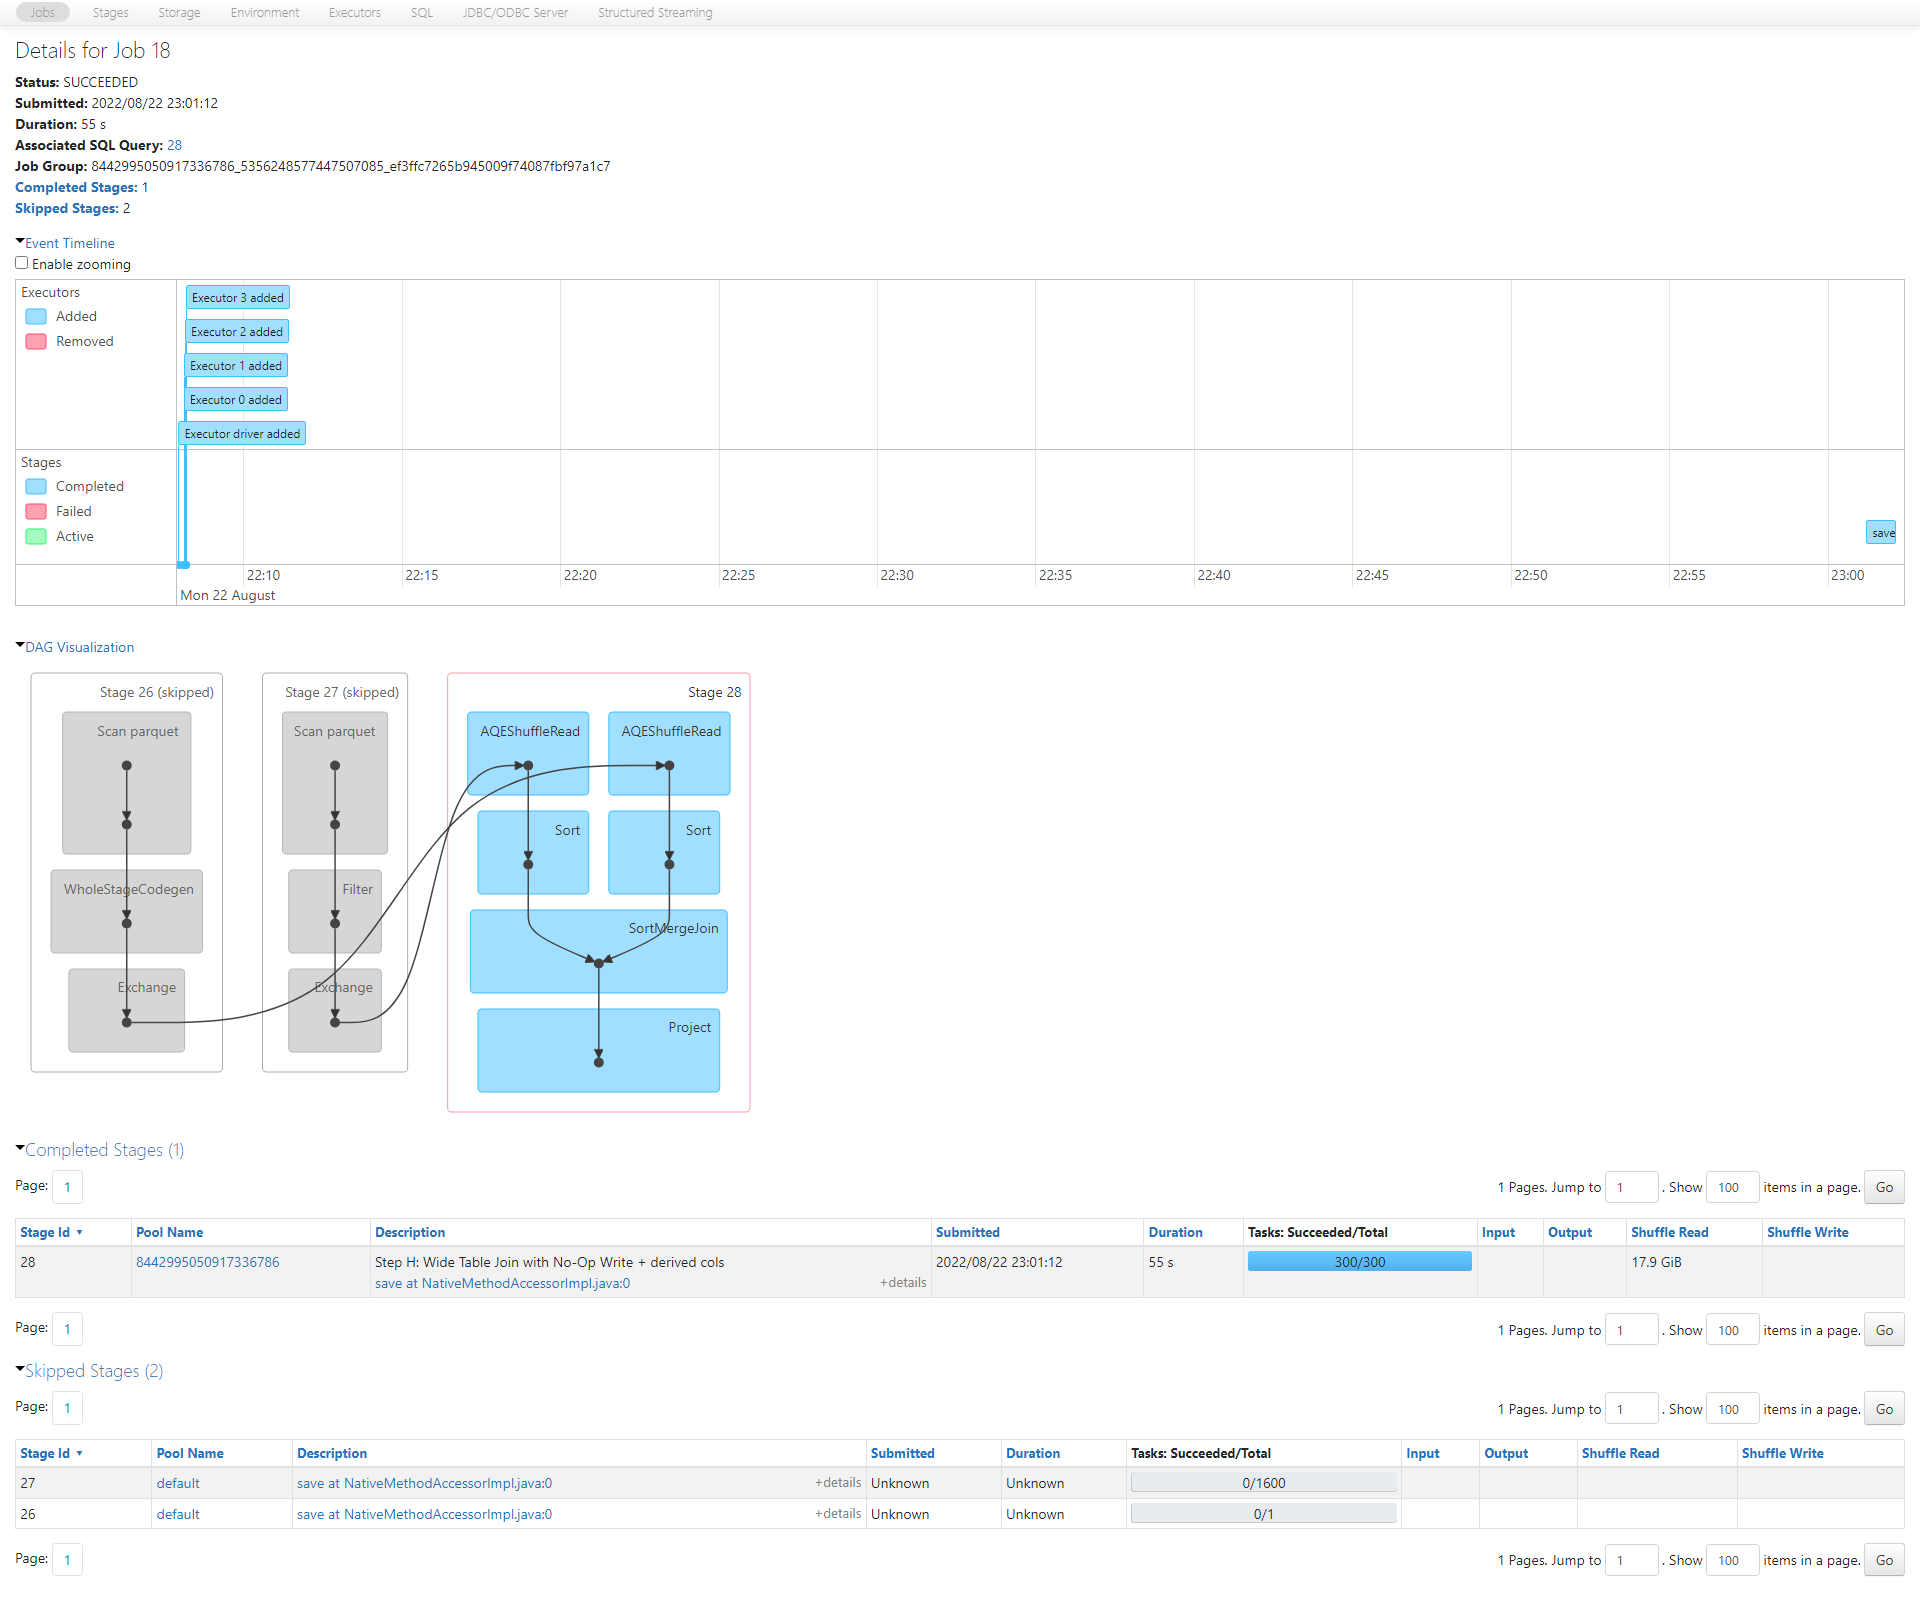 Jobs Stages Storage Environment Executors SQL JDBC/ODBC Server Structured Streaming
Details for Job 18
Status: SUCCEEDED
Submitted: 2022/08/22 23:01:12
Duration: 55 s
Associated SQL Query: 28
Job Group: 8442995050917336786_5356248577447507085_ef3ffc7265b945009f74087fbf97a1c7
Completed Stages: 1
Skipped Stages: 2
Event Timeline
Enable zooming
Executors
Added
Removed
Executor 3 added
Executor 2 added
Executor 1 added
Executor 0 added
Executor driver added
Stages
Completed
Failed
Active
save
22:10 22:15 22:20 22:25 22:30 22:35 22:40 22:45 22:50 22:55 23:00
Mon 22 August
DAG Visualization
Stage 26 (skipped)
Scan parquet
WholeStageCodegen
Exchange
Stage 27 (skipped)
Scan parquet
Filter
Exchange
Stage 28
AQEShuffleRead AQEShuffleRead
Sort Sort
SortMergeJoin
Project
Completed Stages (1)
Page: 1 1 Pages. Jump to 1 . Show 100 items in a page. Go
Stage Id Pool Name Description Submitted Duration Tasks: Succeeded/Total Input Output Shuffle Read Shuffle Write
28 8442995050917336786 Step H: Wide Table Join with No-Op Write + derived cols 2022/08/22 23:01:12 55 s 300/300 17.9 GiB
save at NativeMethodAccessorImpl.java:0 +details
Page: 1 1 Pages. Jump to 1 . Show 100 items in a page. Go
Skipped Stages (2)
Page: 1 1 Pages. Jump to 1 . Show 100 items in a page. Go
Stage Id Pool Name Description Submitted Duration Tasks: Succeeded/Total Input Output Shuffle Read Shuffle Write
27 default save at NativeMethodAccessorImpl.java:0 +details Unknown Unknown 0/1600
26 default save at NativeMethodAccessorImpl.java:0 +details Unknown Unknown 0/1
Page: 1 1 Pages. Jump to 1 . Show 100 items in a page. Go